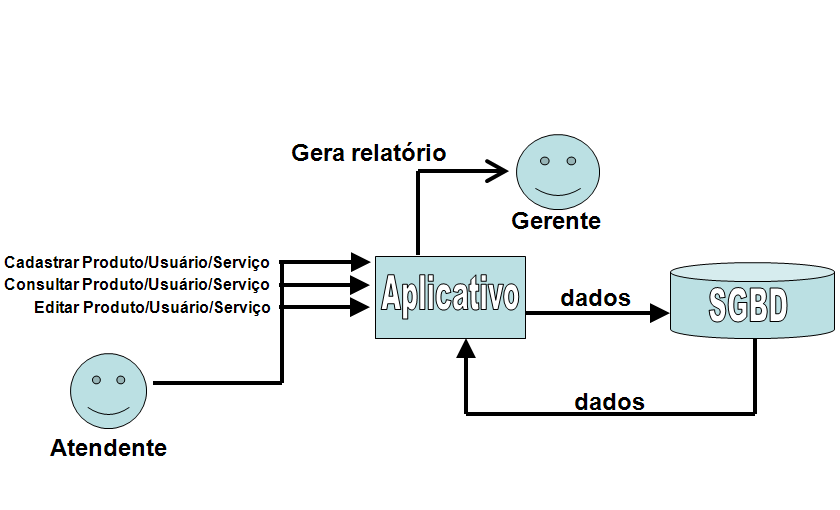 Gera relatório
Gerente
Cadastrar Produto/Usuário/Serviço
Consultar Produto/Usuário/Serviço
Editar Produto/Usuário/Serviço
Aplicativo
dados
SGBD
dados
Atendente